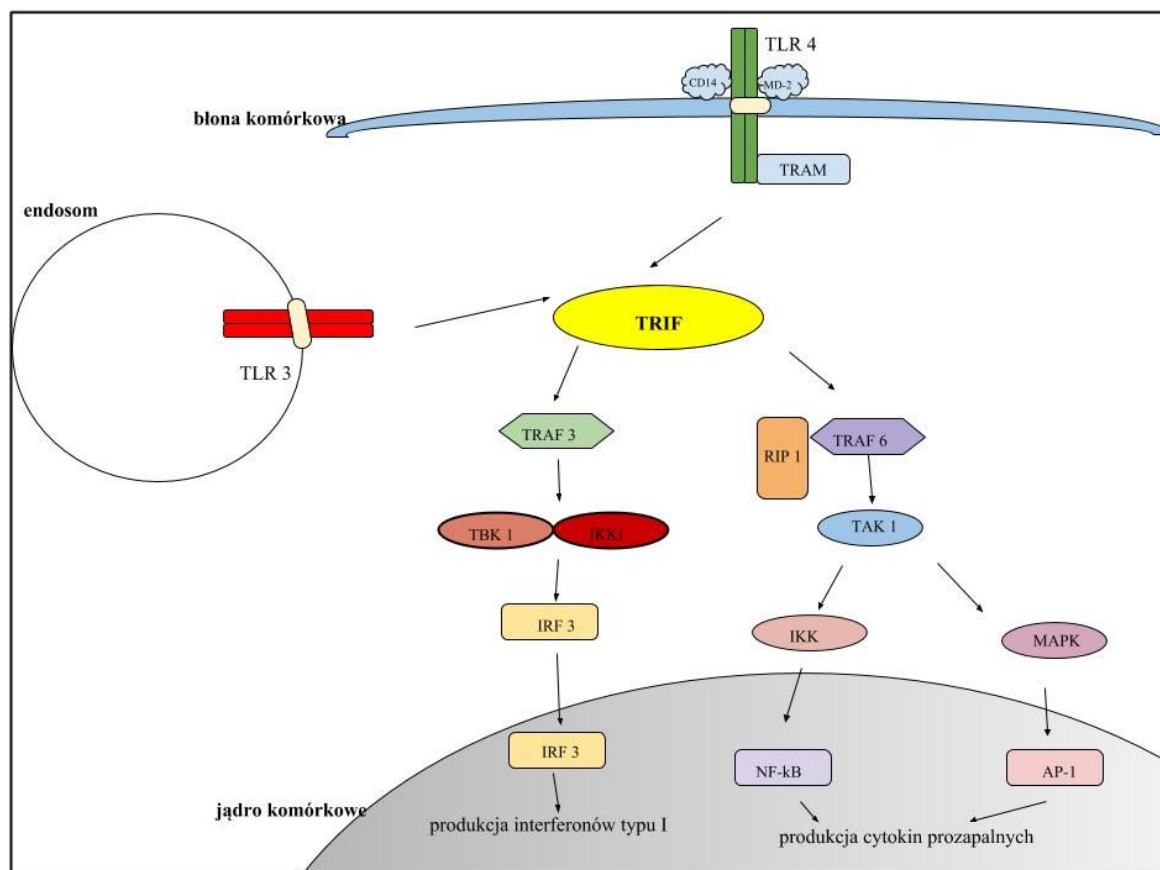 TLR 4
CD14
MD-2
błona komórkowa
TRAM
endosom
TLR 3
TRIF
TRAF 3
RIP 1
TRAF 6
TBK 1
IKKi
TAK 1
IRF 3
IKK
MAPK
IRF 3
NF-kB
AP-1
jądro komórkowe
produkcja interferonów typu I
produkcja cytokin prozapalnych